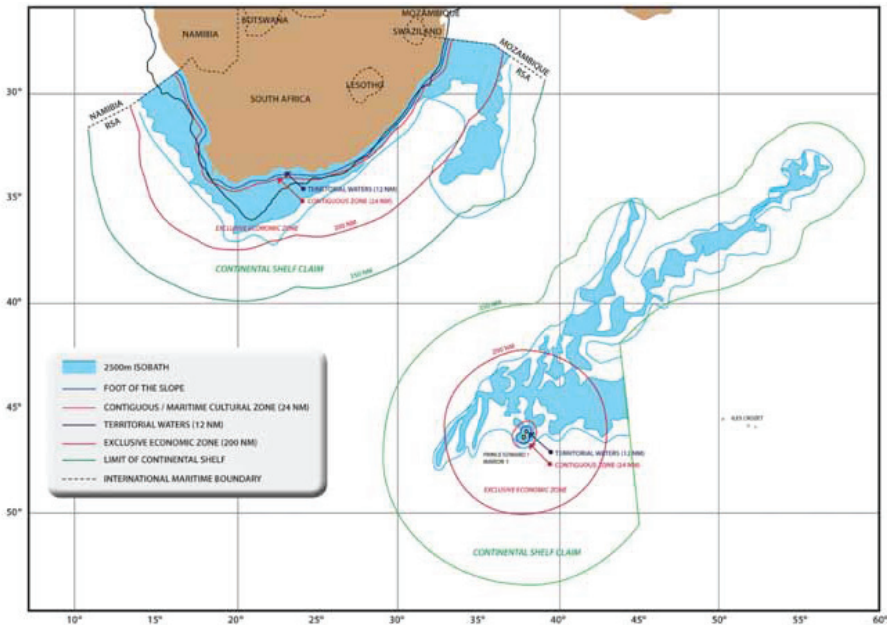 MOZAMBIQUE
BOTSWANA
NAMIBIA
SWAZILAND
MOZAMBIQUE
RSA
LESOTHO
SOUTH AFRICA
NAMIBIA
RSA
30°
35°
40°
45°
50°
TERRITORIAL WATERS (12 NM)
CONTIGUOUS ZONE (24 NM)
EXCLUSIVE ECONOMIC ZONE
200 NM
CONTINENTAL SHELF CLAIM
350 NM
350 NM
200 NM
2500m ISOBATH
FOOT OF THE SLOPE
CONTIGUOUS / MARITIME CULTURAL ZONE (24 NM)
TERRITORIAL WATERS (12 NM)
EXCLUSIVE ECONOMIC ZONE (200 NM)
LIMIT OF CONTINENTAL SHELF
INTERNATIONAL MARITIME BOUNDARY
ILES CROZET
PRINCE EDWARD I
MARION I
TERRITORIAL WATERS (12 NM)
CONTIGUOUS ZONE (24 NM)
EXCLUSIVE ECONOMIC ZONE
CONTINENTAL SHELF CLAIM
10° 20° 25° 30° 35° 40° 50° 55° 60°